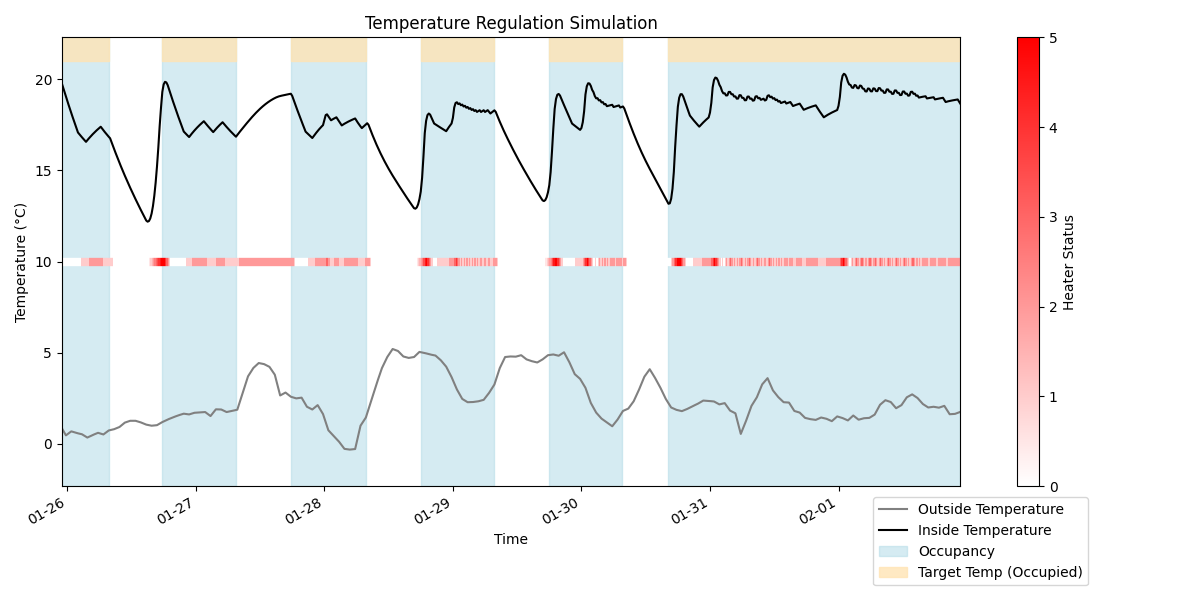 Temperature Regulation Simulation
Temperature (°C)
20
15
10
5
0
01-26
01-27
01-28
01-29
01-30
01-31
02-01
Time
5
4
3
2
1
0
Heater Status
Outside Temperature
Inside Temperature
Occupancy
Target Temp (Occupied)